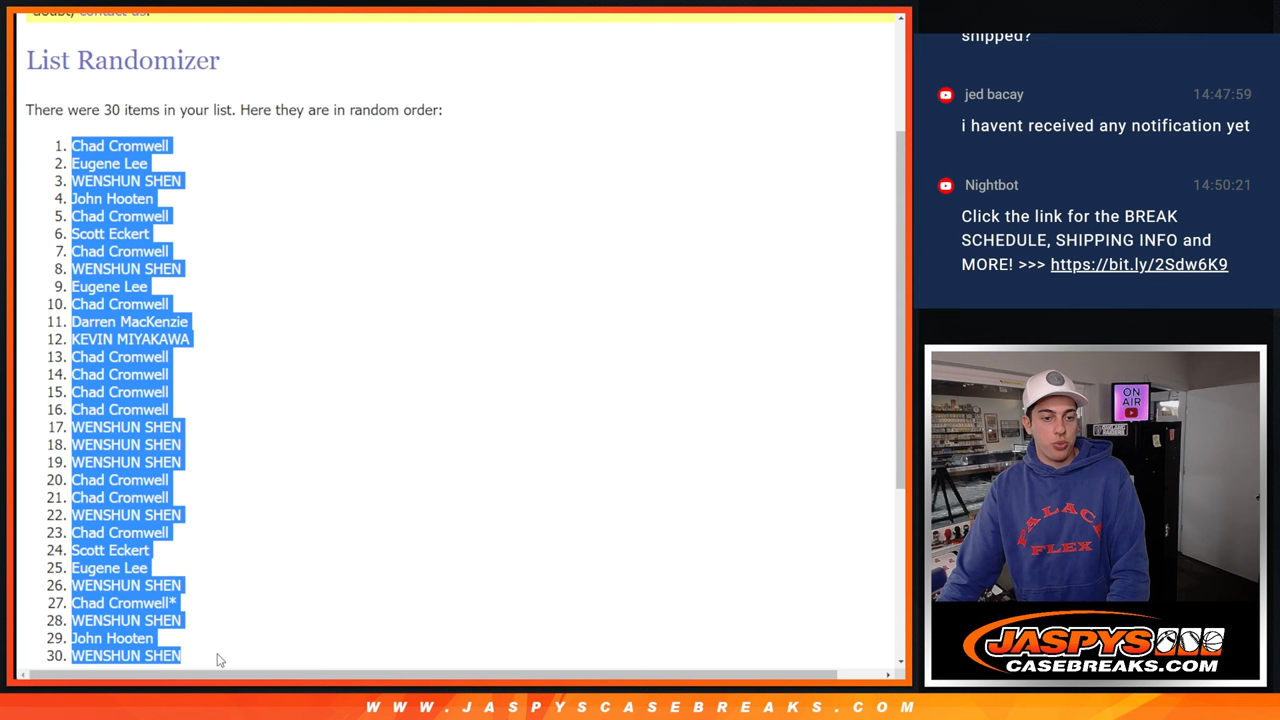 doubt, contact us.
List Randomizer
There were 30 items in your list. Here they are in random order:
1. Chad Cromwell
2. Eugene Lee
3. WENSHUN SHEN
4. John Hooten
5. Chad Cromwell
6. Scott Eckert
7. Chad Cromwell
8. WENSHUN SHEN
9. Eugene Lee
10. Chad Cromwell
11. Darren MacKenzie
12. KEVIN MIYAKAWA
13. Chad Cromwell
14. Chad Cromwell
15. Chad Cromwell
16. Chad Cromwell
17. WENSHUN SHEN
18. WENSHUN SHEN
19. WENSHUN SHEN
20. Chad Cromwell
21. Chad Cromwell
22. WENSHUN SHEN
23. Chad Cromwell
24. Scott Eckert
25. Eugene Lee
26. WENSHUN SHEN
27. Chad Cromwell*
28. WENSHUN SHEN
29. John Hooten
30. WENSHUN SHEN
shipped?
jed bacay 14:47:59
i havent received any notification yet
Nightbot 14:50:21
Click the link for the BREAK
SCHEDULE, SHIPPING INFO and
MORE! >>> https://bit.ly/2Sdw6K9
ON
AIR
PALACE
FLEX
JASPYS
CASEBREAKS.COM
WWW.JASPYSCASEBREAKS.COM